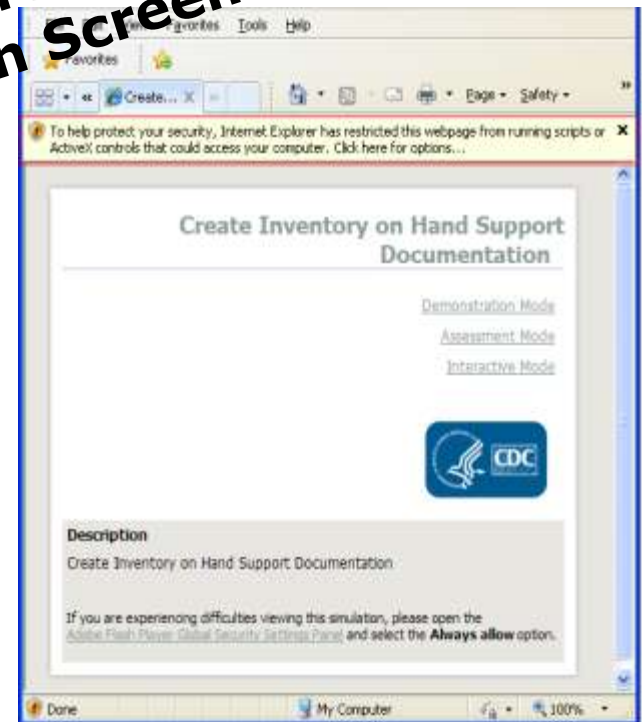 n Screen
Favorites Tools Help
Favorites
Create... X
Page Safety
To help protect your security, Internet Explorer has restricted this webpage from running scripts or
ActiveX controls that could access your computer. Click here for options...
Create Inventory on Hand Support
Documentation
Demonstration Mode
Assessment Mode
Interactive Mode
CDC
Description
Create Inventory on Hand Support Documentation
If you are experiencing difficulties viewing this simulation, please open the
Adobe Flash Player Global Security Settings Panel and select the Always allow option.
Done My Computer 100%